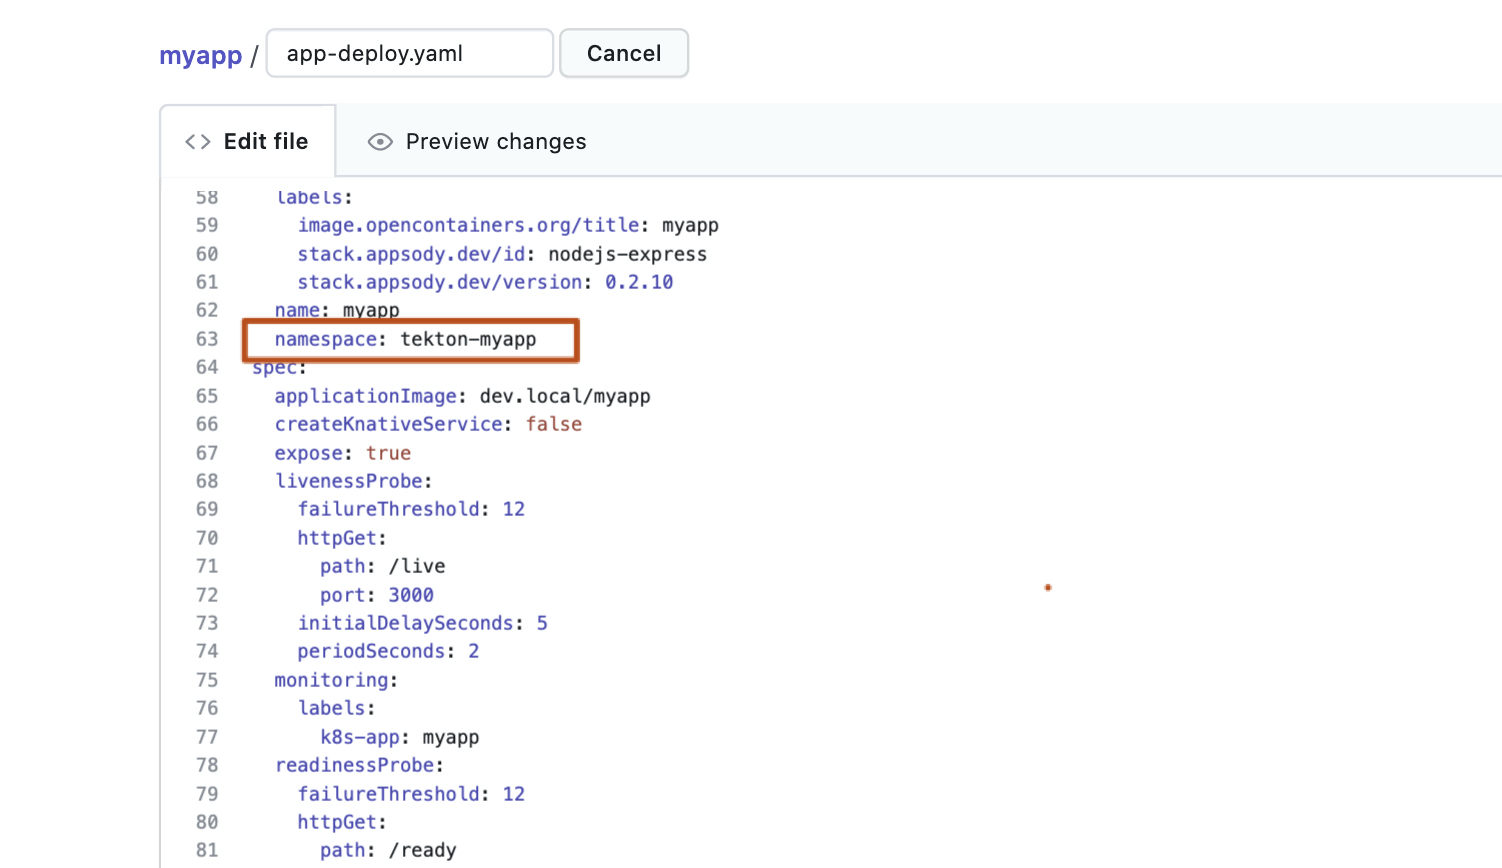 myapp / app-deploy.yaml Cancel
<> Edit file Preview changes
58 labels:
59 image.opencontainers.org/title: myapp
60 stack.appsody.dev/id: nodejs-express
61 stack.appsody.dev/version: 0.2.10
62 name: myapp
63 namespace: tekton-myapp
64 spec:
65 applicationImage: dev.local/myapp
66 createKnativeService: false
67 expose: true
68 livenessProbe:
69 failureThreshold: 12
70 httpGet:
71 path: /live
72 port: 3000
73 initialDelaySeconds: 5
74 periodSeconds: 2
75 monitoring:
76 labels:
77 k8s-app: myapp
78 readinessProbe:
79 failureThreshold: 12
80 httpGet:
81 path: /ready